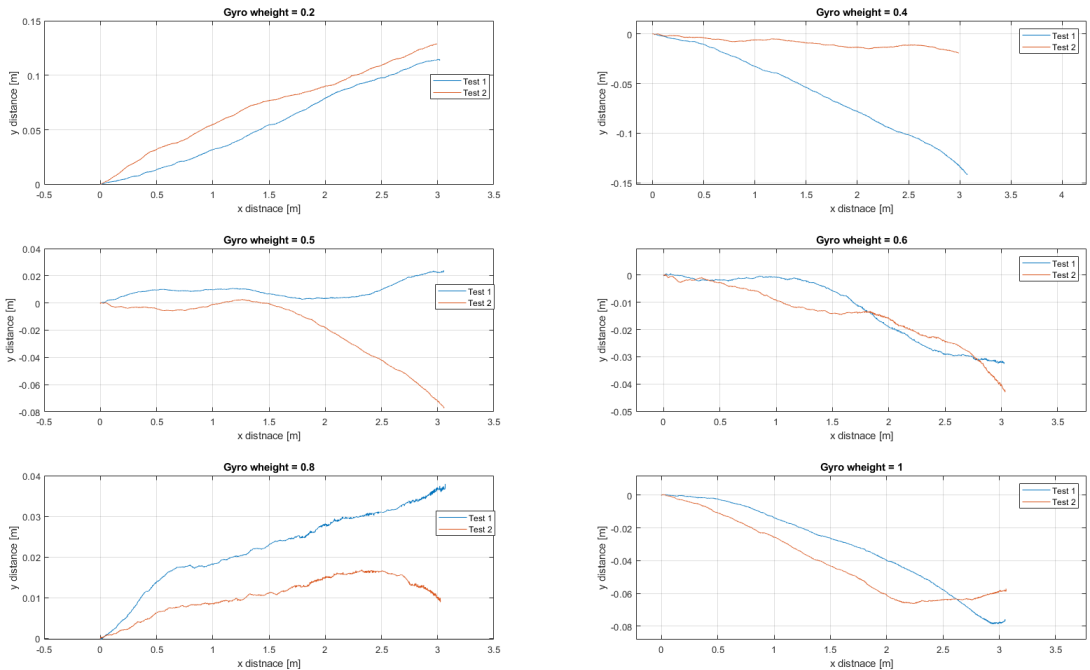 Gyro wheight = 0.2
0.15
0.1
0.05
0
-0.5 0 0.5 1 1.5 2 2.5 3 3.5
y distance [m]
x distnace [m]
Test 1
Test 2
Gyro wheight = 0.4
0
-0.05
-0.1
-0.15
0 0.5 1 1.5 2 2.5 3 3.5 4
y distance [m]
x distnace [m]
Test 1
Test 2
Gyro wheight = 0.5
0.04
0.02
0
-0.02
-0.04
-0.06
-0.08
-0.5 0 0.5 1 1.5 2 2.5 3 3.5
y distance [m]
x distnace [m]
Test 1
Test 2
Gyro wheight = 0.6
0
-0.01
-0.02
-0.03
-0.04
-0.05
0 0.5 1 1.5 2 2.5 3 3.5
y distance [m]
x distnace [m]
Test 1
Test 2
Gyro wheight = 0.8
0.04
0.03
0.02
0.01
0
-0.5 0 0.5 1 1.5 2 2.5 3 3.5
y distance [m]
x distnace [m]
Test 1
Test 2
Gyro wheight = 1
0
-0.02
-0.04
-0.06
-0.08
0 0.5 1 1.5 2 2.5 3 3.5
y distance [m]
x distnace [m]
Test 1
Test 2